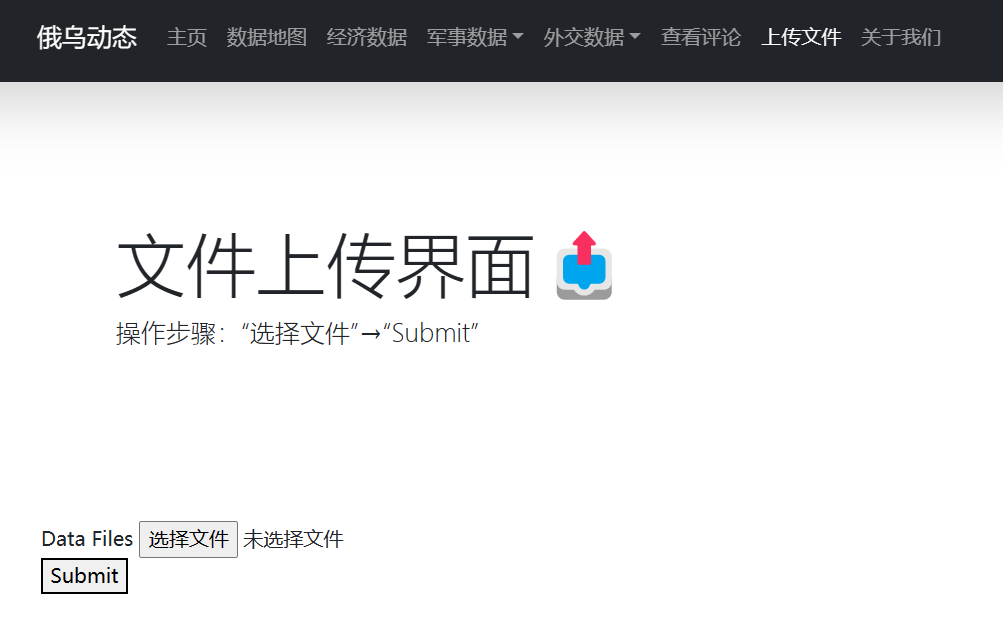 俄乌动态 主页 数据地图 经济数据 军事数据 外交数据 查看评论 上传文件 关于我们
文件上传界面
操作步骤：“选择文件”→“Submit”
Data Files 选择文件 未选择文件
Submit